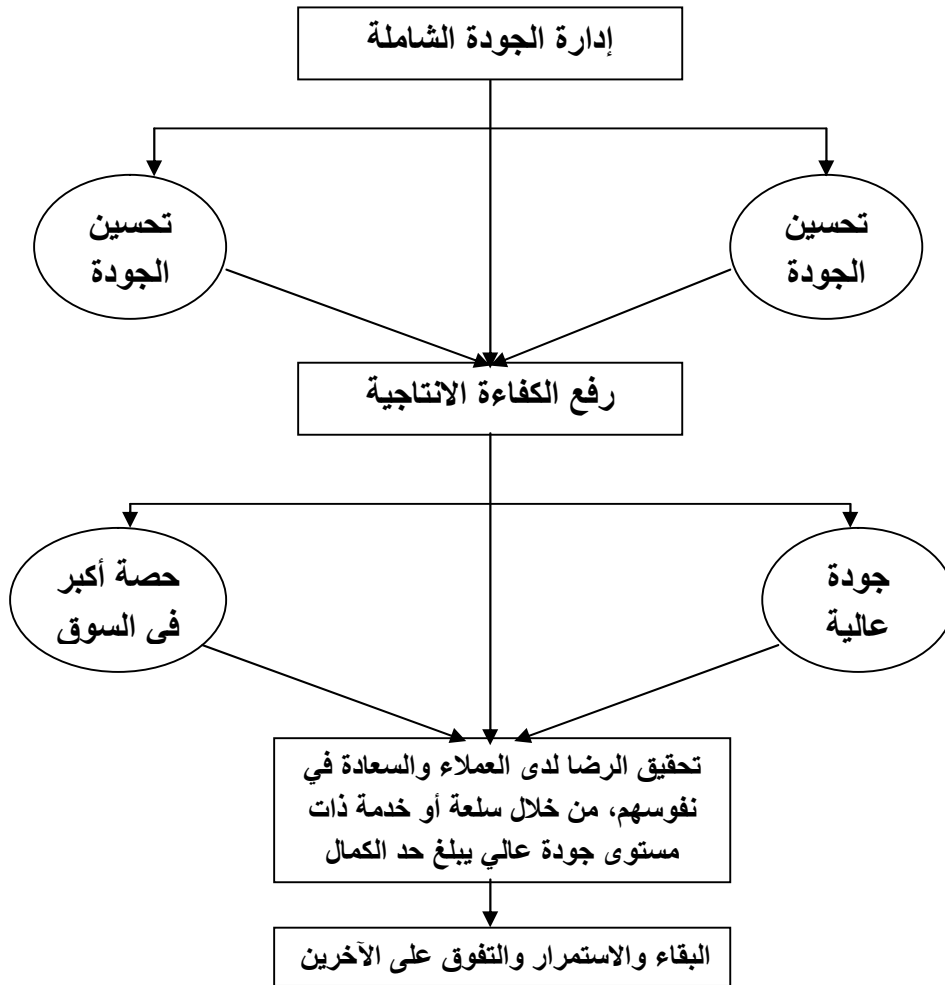 إدارة الجودة الشاملة
تحسين
الجودة
تحسين
الجودة
رفع الكفاءة الانتاجية
جودة
عالية
حصة أكبر
فى السوق
تحقيق الرضا لدى العملاء والسعادة في
نفوسهم، من خلال سلعة أو خدمة ذات
مستوى جودة عالي يبلغ حد الكمال
البقاء والاستمرار والتفوق على الآخرين